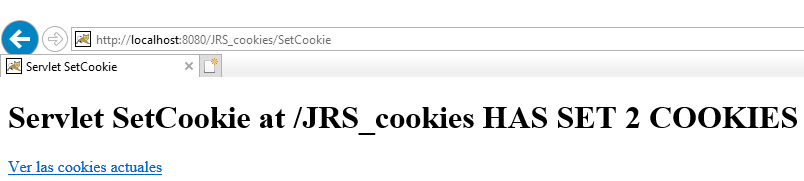 http://localhost:8080/JRS_cookies/SetCookie
Servlet SetCookie
Servlet SetCookie at /JRS_cookies HAS SET 2 COOKIES
Ver las cookies actuales